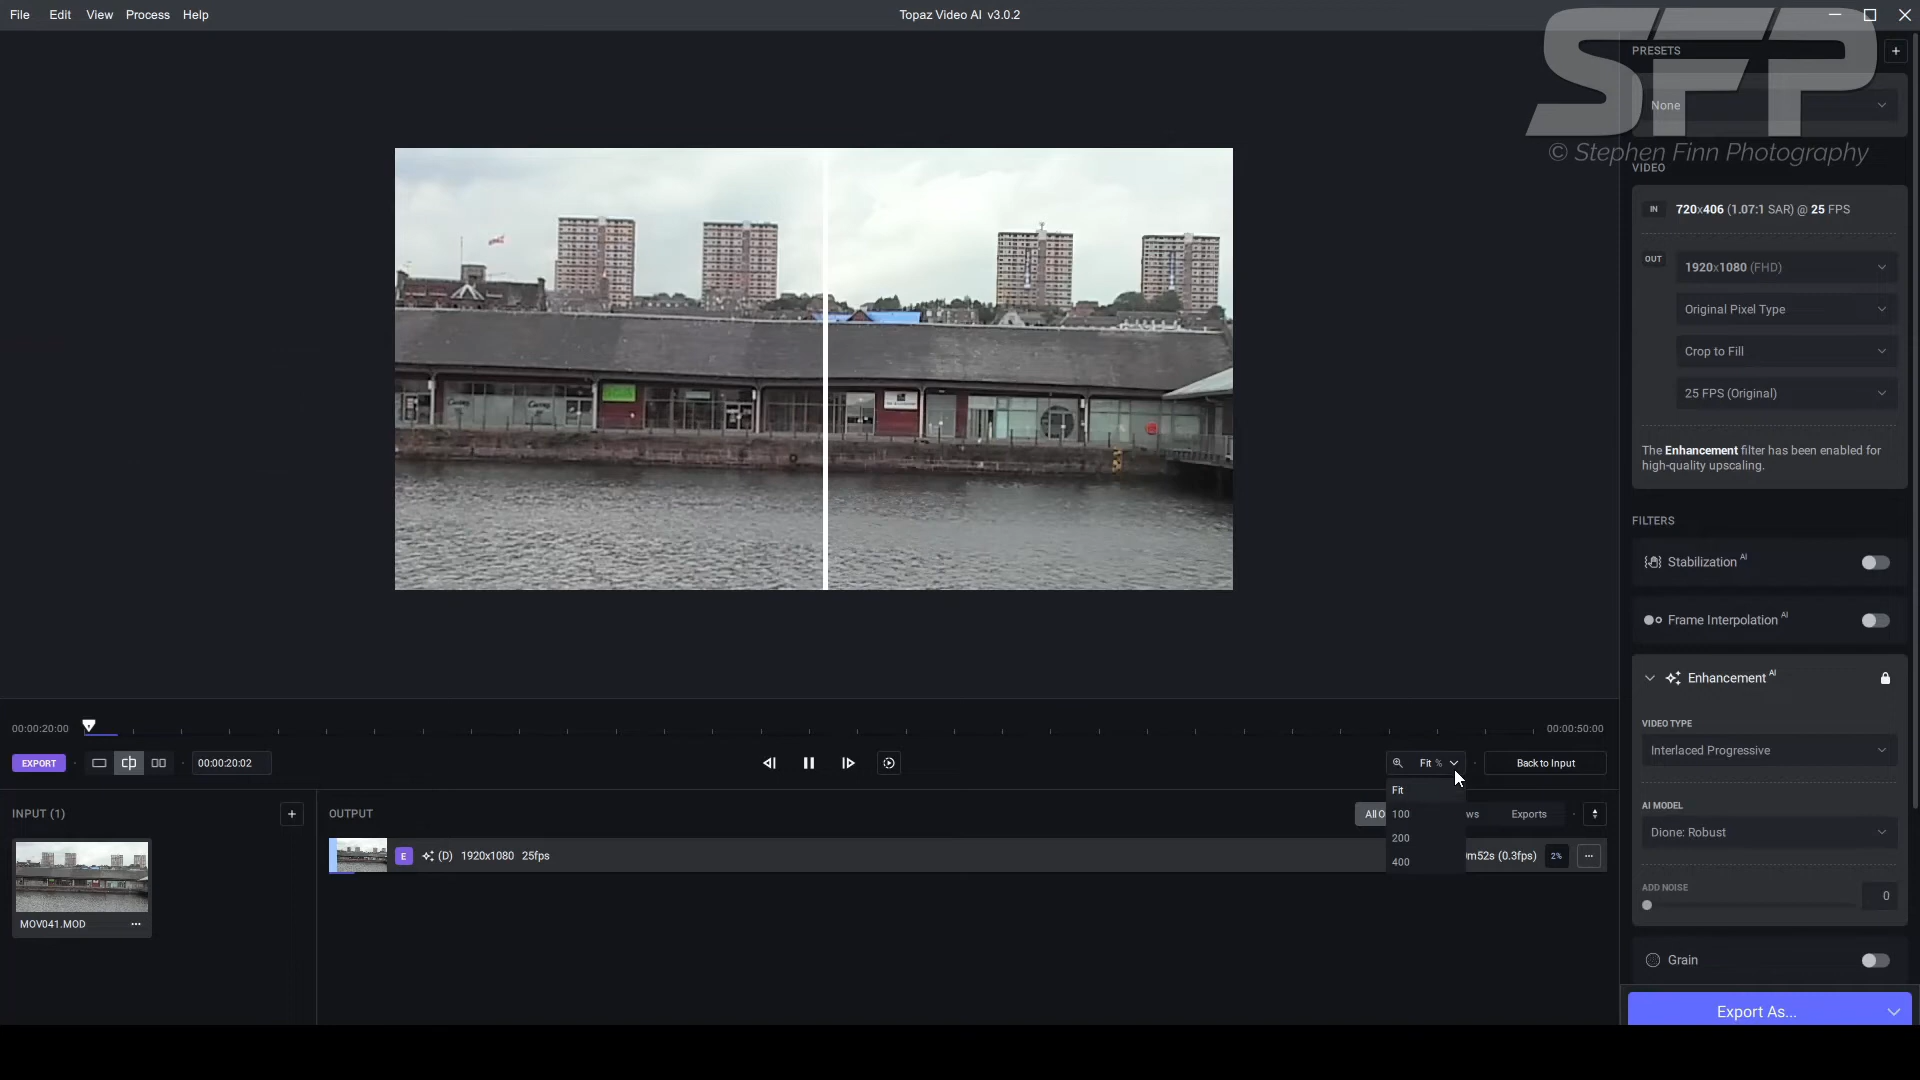 File Edit View Process Help
Topaz Video AI v3.0.2
SFP
© Stephen Finn Photography
PRESETS
None
VIDEO
IN 720x406 (1.07:1 SAR) @ 25 FPS
OUT 1920x1080 (FHD)
Original Pixel Type
Crop to Fill
25 FPS (Original)
The Enhancement filter has been enabled for
high-quality upscaling.
FILTERS
Stabilization AI
Frame Interpolation AI
Enhancement AI
VIDEO TYPE
Interlaced Progressive
AI MODEL
Dione: Robust
ADD NOISE
0
Grain
Export As...
00:00:20:00
00:00:50:00
EXPORT
00:00:20:02
Fit %
Back to Input
Fit
100
200
400
INPUT (1)
MOV041.MOD
OUTPUT
All O ws Exports
E (D) 1920x1080 25fps
m52s (0.3fps) 2%